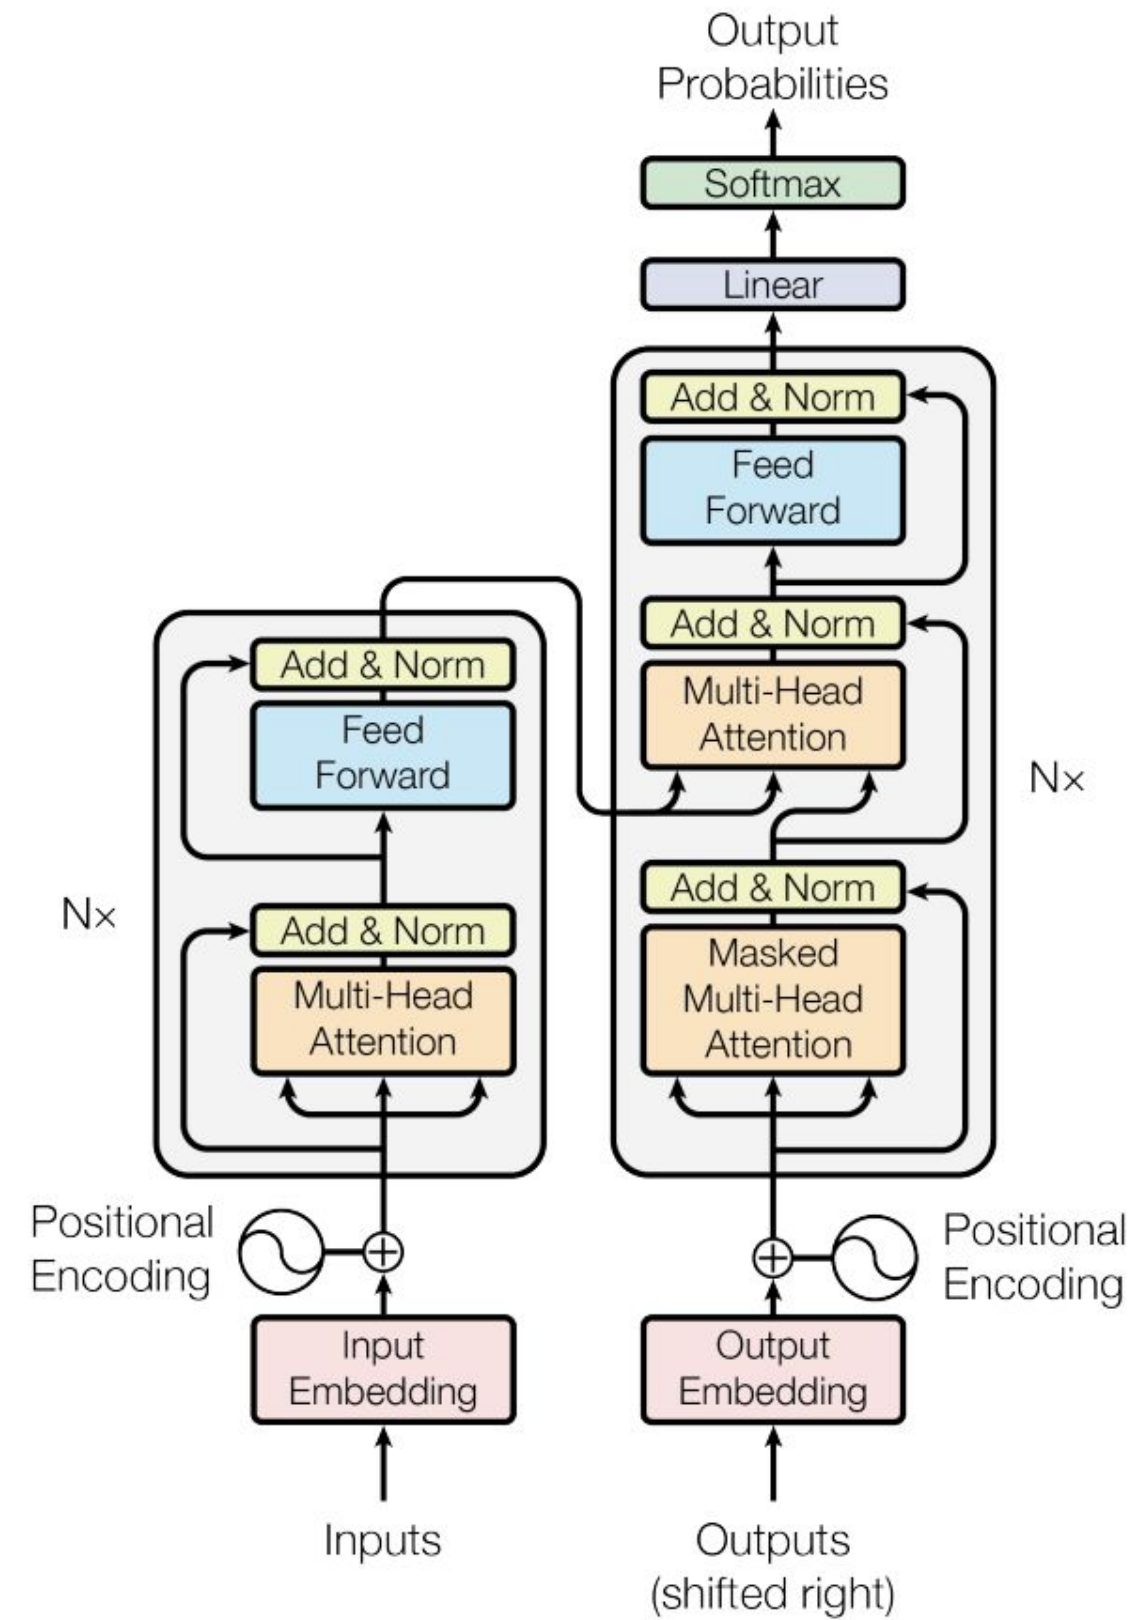 Output
Probabilities
Softmax
Linear
Add & Norm
Feed
Forward
Add & Norm
Multi-Head
Attention
Nx
Add & Norm
Masked
Multi-Head
Attention
Add & Norm
Feed
Forward
Nx
Add & Norm
Multi-Head
Attention
Positional
Encoding
Positional
Encoding
Input
Embedding
Output
Embedding
Inputs
Outputs
(shifted right)